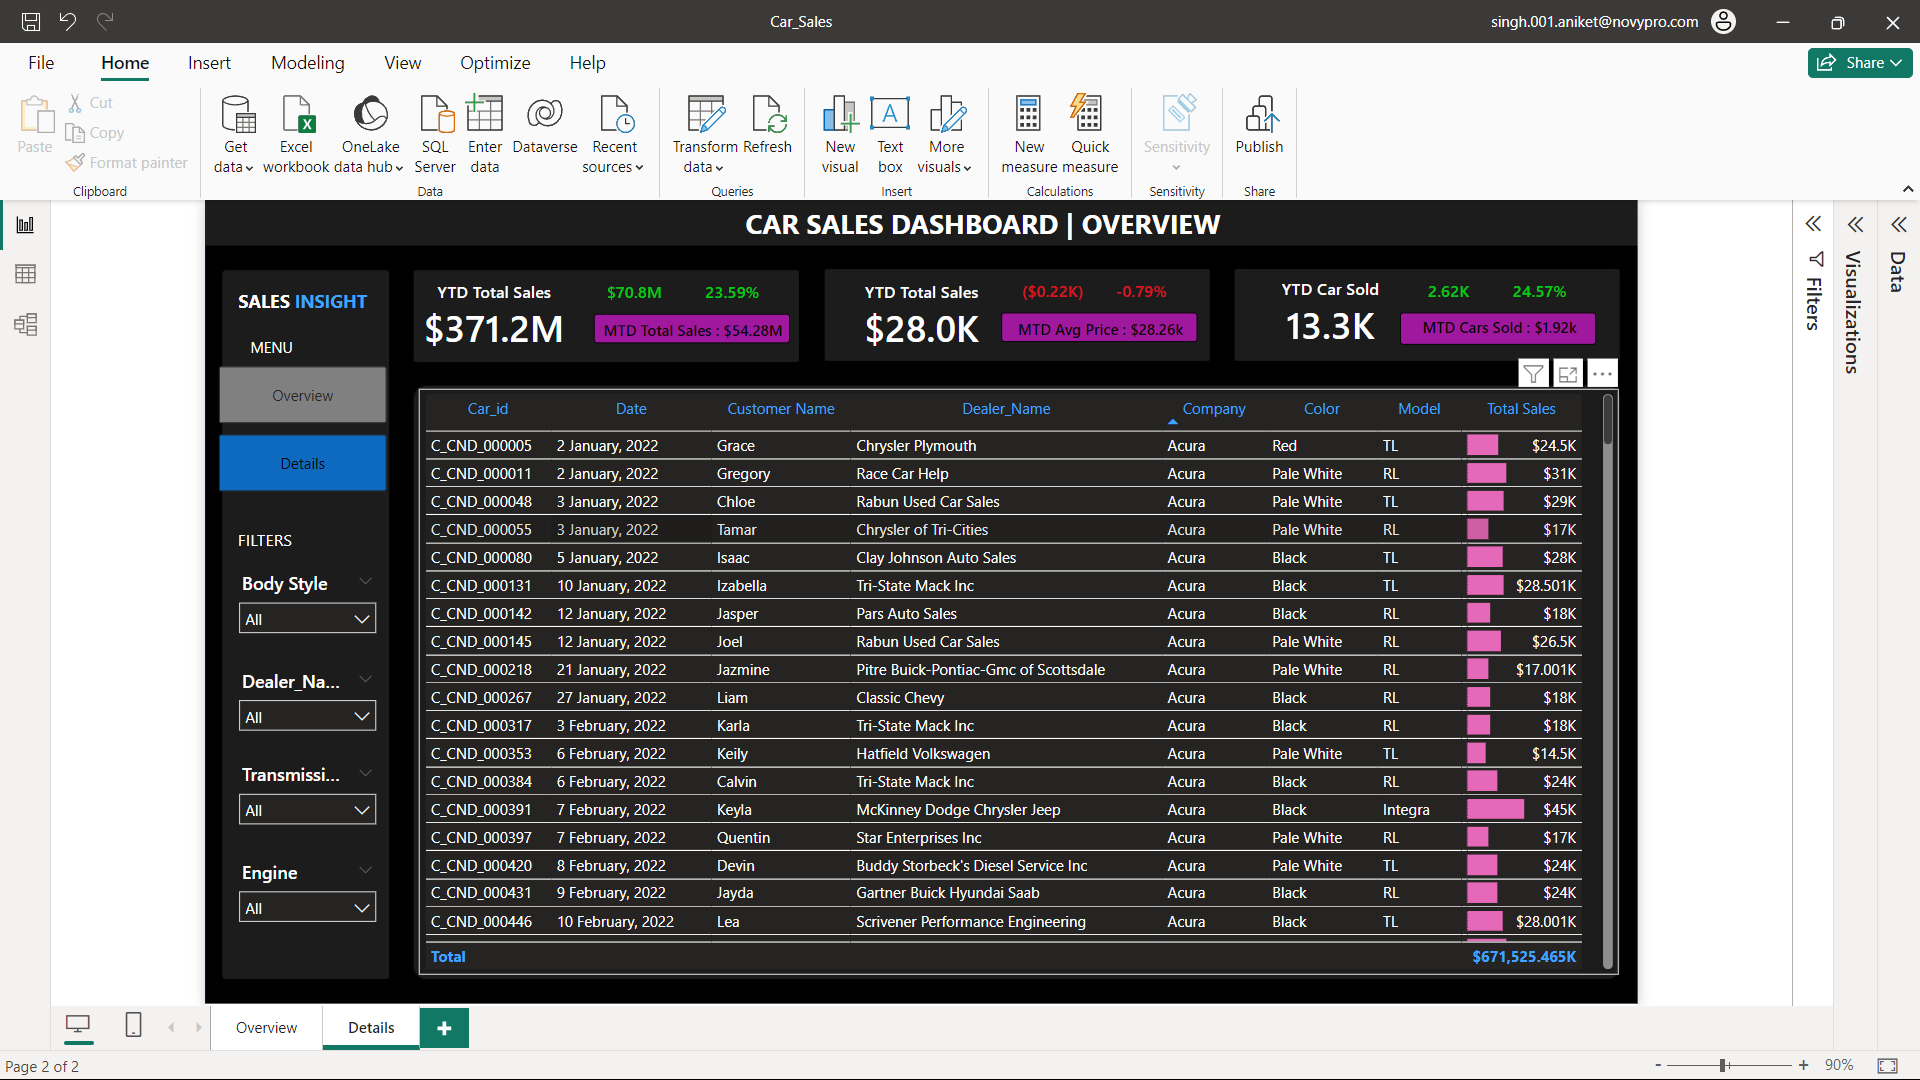 Car_Sales
singh.001.aniket@novypro.com
File Home Insert Modeling View Optimize Help
Share
Paste
Cut
Copy
Format painter
Clipboard
Get data
Excel workbook
OneLake data hub
SQL Server
Enter data
Dataverse
Recent sources
Data
Transform data
Refresh
Queries
New visual
Text box
More visuals
Insert
New measure
Quick measure
Calculations
Sensitivity
Sensitivity
Publish
Share
CAR SALES DASHBOARD | OVERVIEW
SALES INSIGHT
MENU
Overview
Details
FILTERS
Body Style
All
Dealer_Na...
All
Transmissi...
All
Engine
All
YTD Total Sales $70.8M 23.59%
$371.2M MTD Total Sales : $54.28M
YTD Total Sales ($0.22K) -0.79%
$28.0K MTD Avg Price : $28.26k
YTD Car Sold 2.62K 24.57%
13.3K MTD Cars Sold : $1.92k
Car_id Date Customer Name Dealer_Name Company Color Model Total Sales
C_CND_000005 2 January, 2022 Grace Chrysler Plymouth Acura Red TL $24.5K
C_CND_000011 2 January, 2022 Gregory Race Car Help Acura Pale White RL $31K
C_CND_000048 3 January, 2022 Chloe Rabun Used Car Sales Acura Pale White TL $29K
C_CND_000055 3 January, 2022 Tamar Chrysler of Tri-Cities Acura Pale White RL $17K
C_CND_000080 5 January, 2022 Isaac Clay Johnson Auto Sales Acura Black TL $28K
C_CND_000131 10 January, 2022 Izabella Tri-State Mack Inc Acura Black TL $28.501K
C_CND_000142 12 January, 2022 Jasper Pars Auto Sales Acura Black RL $18K
C_CND_000145 12 January, 2022 Joel Rabun Used Car Sales Acura Pale White RL $26.5K
C_CND_000218 21 January, 2022 Jazmine Pitre Buick-Pontiac-Gmc of Scottsdale Acura Pale White RL $17.001K
C_CND_000267 27 January, 2022 Liam Classic Chevy Acura Black RL $18K
C_CND_000317 3 February, 2022 Karla Tri-State Mack Inc Acura Black RL $18K
C_CND_000353 6 February, 2022 Keily Hatfield Volkswagen Acura Pale White TL $14.5K
C_CND_000384 6 February, 2022 Calvin Tri-State Mack Inc Acura Black RL $24K
C_CND_000391 7 February, 2022 Keyla McKinney Dodge Chrysler Jeep Acura Black Integra $45K
C_CND_000397 7 February, 2022 Quentin Star Enterprises Inc Acura Pale White RL $17K
C_CND_000420 8 February, 2022 Devin Buddy Storbeck's Diesel Service Inc Acura Pale White TL $24K
C_CND_000431 9 February, 2022 Jayda Gartner Buick Hyundai Saab Acura Black RL $24K
C_CND_000446 10 February, 2022 Lea Scrivener Performance Engineering Acura Black TL $28.001K
Total $671,525.465K
Filters
Visualizations
Data
Overview Details
Page 2 of 2
- + 90%